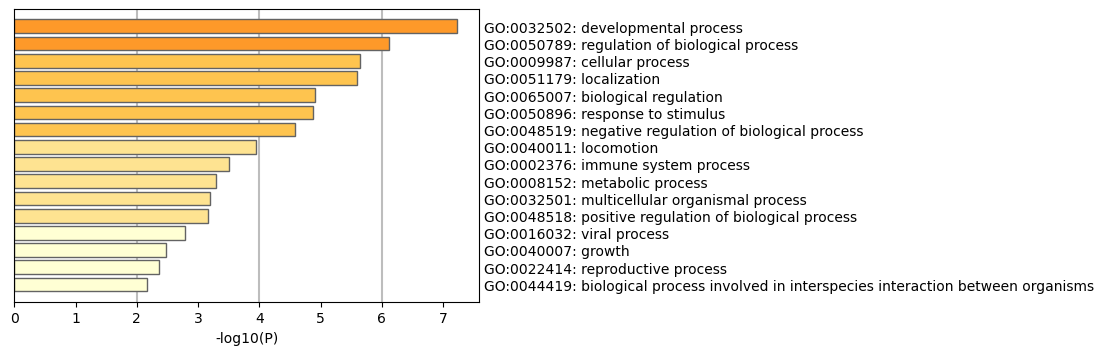 GO:0032502: developmental process
GO:0050789: regulation of biological process
GO:0009987: cellular process
GO:0051179: localization
GO:0065007: biological regulation
GO:0050896: response to stimulus
GO:0048519: negative regulation of biological process
GO:0040011: locomotion
GO:0002376: immune system process
GO:0008152: metabolic process
GO:0032501: multicellular organismal process
GO:0048518: positive regulation of biological process
GO:0016032: viral process
GO:0040007: growth
GO:0022414: reproductive process
GO:0044419: biological process involved in interspecies interaction between organisms
0 1 2 3 4 5 6 7
-log10(P)